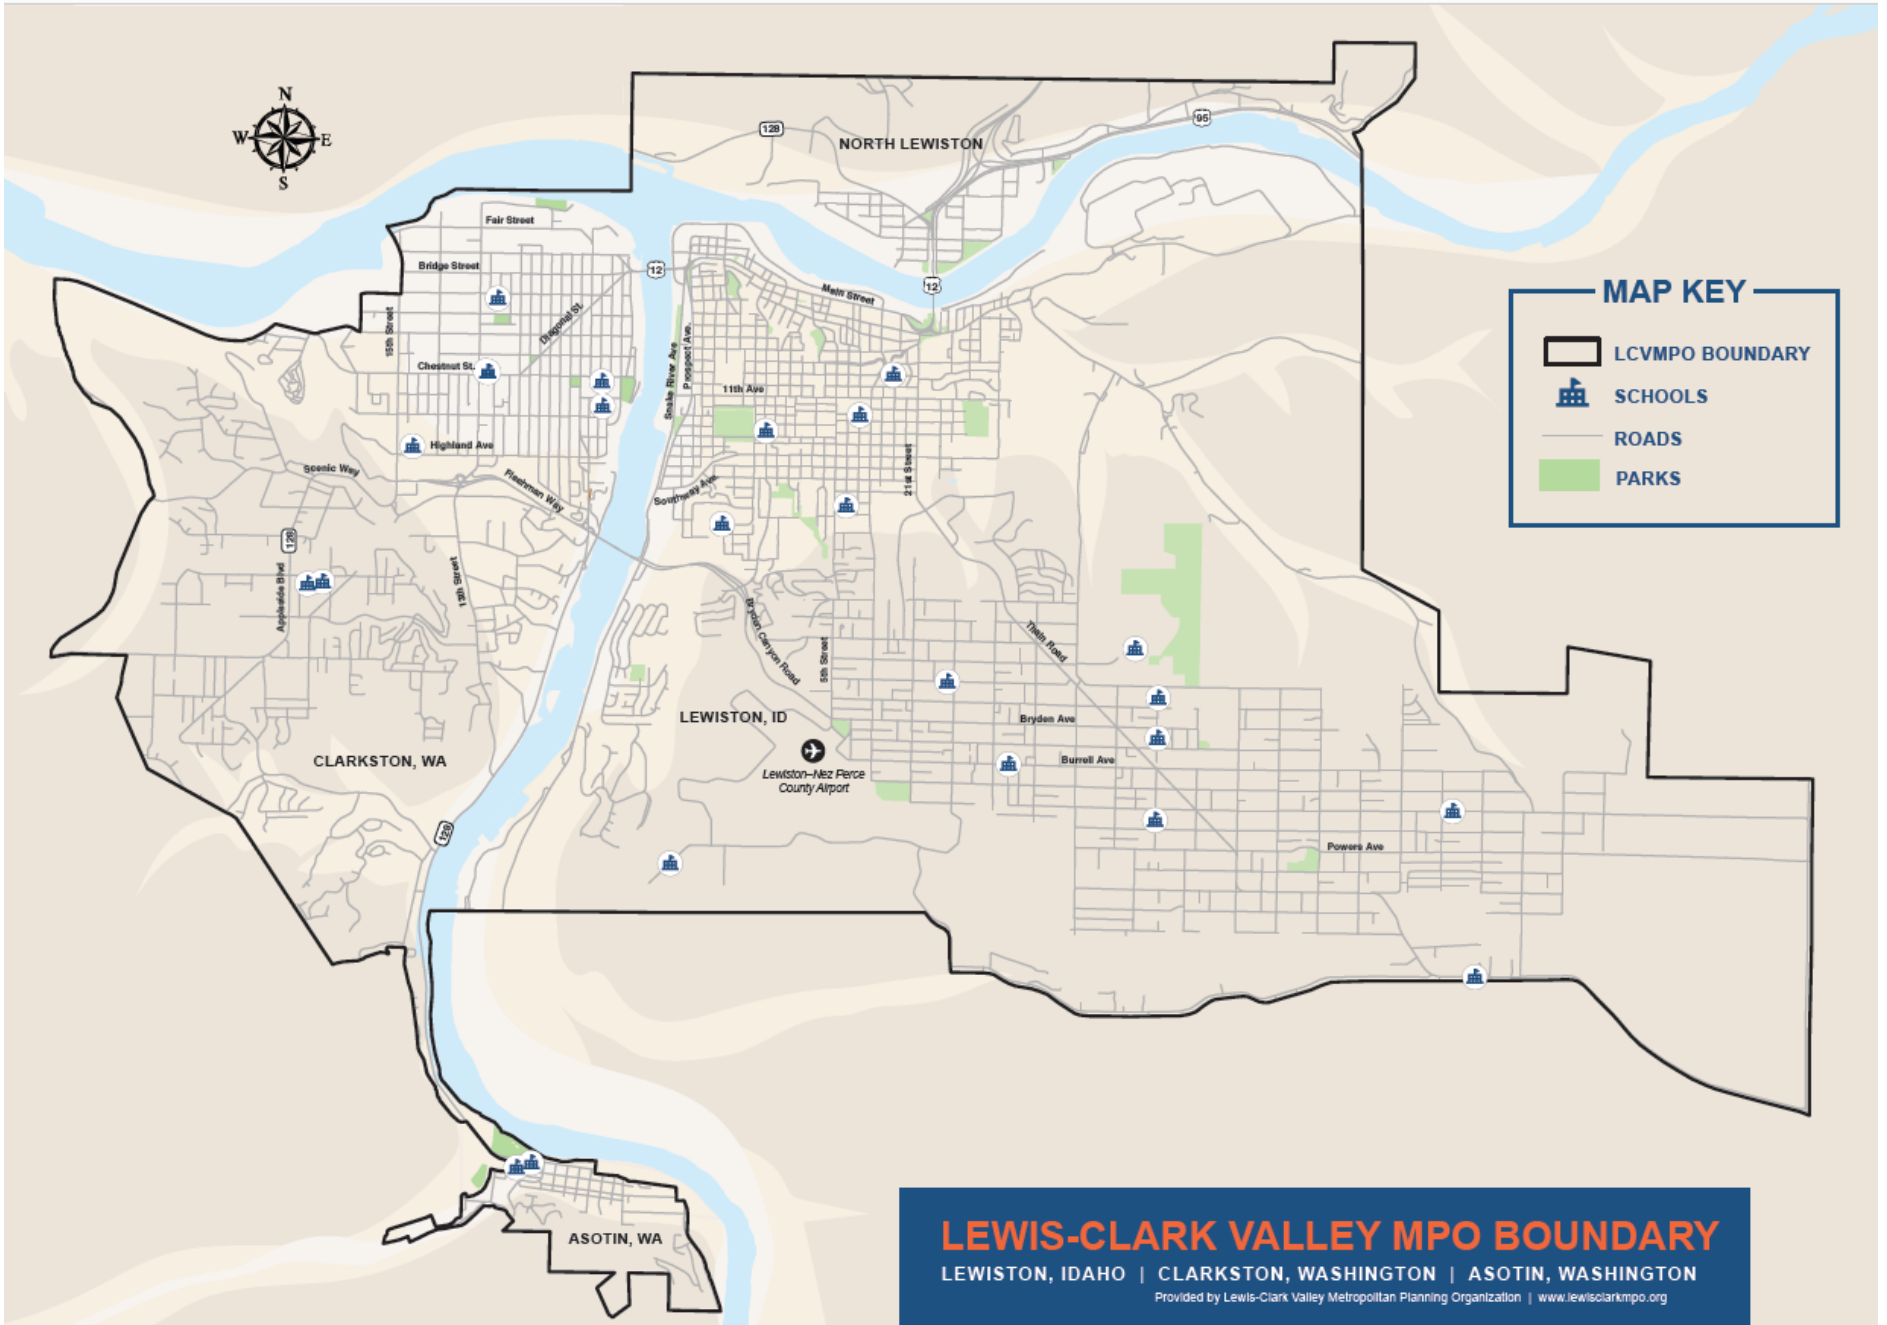 N
W
E
S
128
NORTH LEWISTON
95
Fair Street
Bridge Street
12
12
Main Street
15th Street
Diagonal St.
Chestnut St.
Snake River Ave
Prospect Ave.
11th Ave
Highland Ave
Scenic Way
Fleshman Way
Southway Ave.
21st Street
128
Appleside Blvd
13th Street
Bryden Canyon Road
5th Street
Thain Road
LEWISTON, ID
Bryden Ave
CLARKSTON, WA
Burrell Ave
Lewiston–Nez Perce
County Airport
129
Powers Ave
ASOTIN, WA
MAP KEY
LCVMPO BOUNDARY
SCHOOLS
ROADS
PARKS
LEWIS-CLARK VALLEY MPO BOUNDARY
LEWISTON, IDAHO | CLARKSTON, WASHINGTON | ASOTIN, WASHINGTON
Provided by Lewis-Clark Valley Metropolitan Planning Organization | www.lewisclarkmpo.org